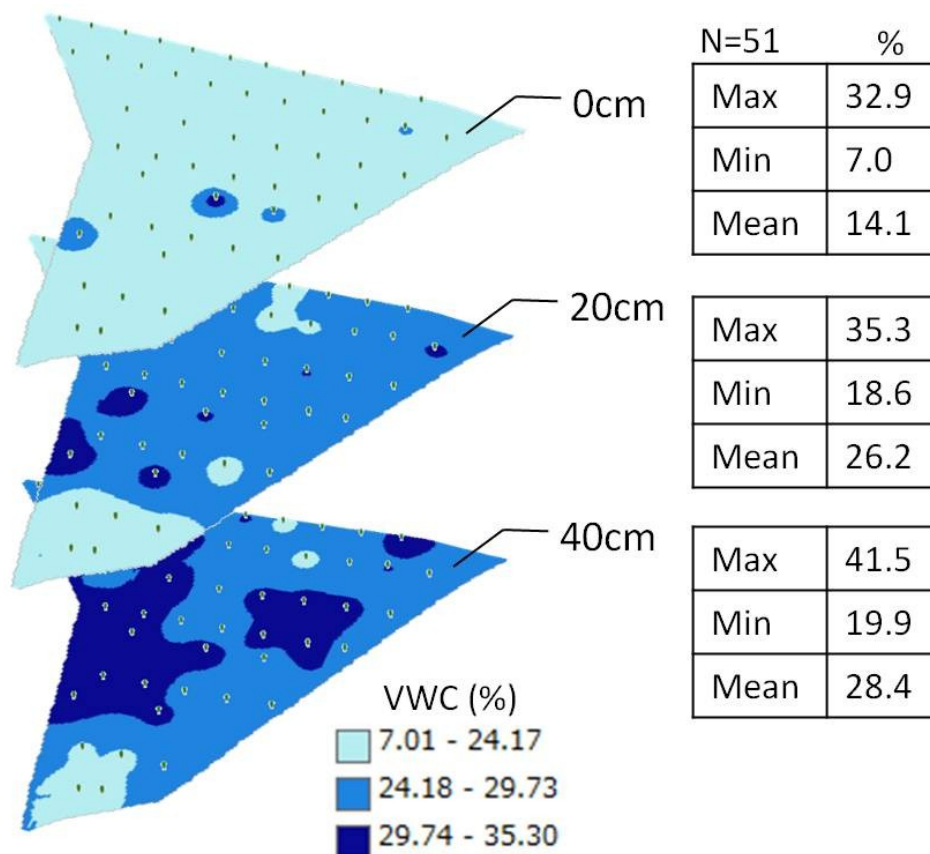 N=51 %
0cm
Max 32.9
Min 7.0
Mean 14.1
20cm
Max 35.3
Min 18.6
Mean 26.2
40cm
Max 41.5
Min 19.9
Mean 28.4
VWC (%)
7.01 - 24.17
24.18 - 29.73
29.74 - 35.30